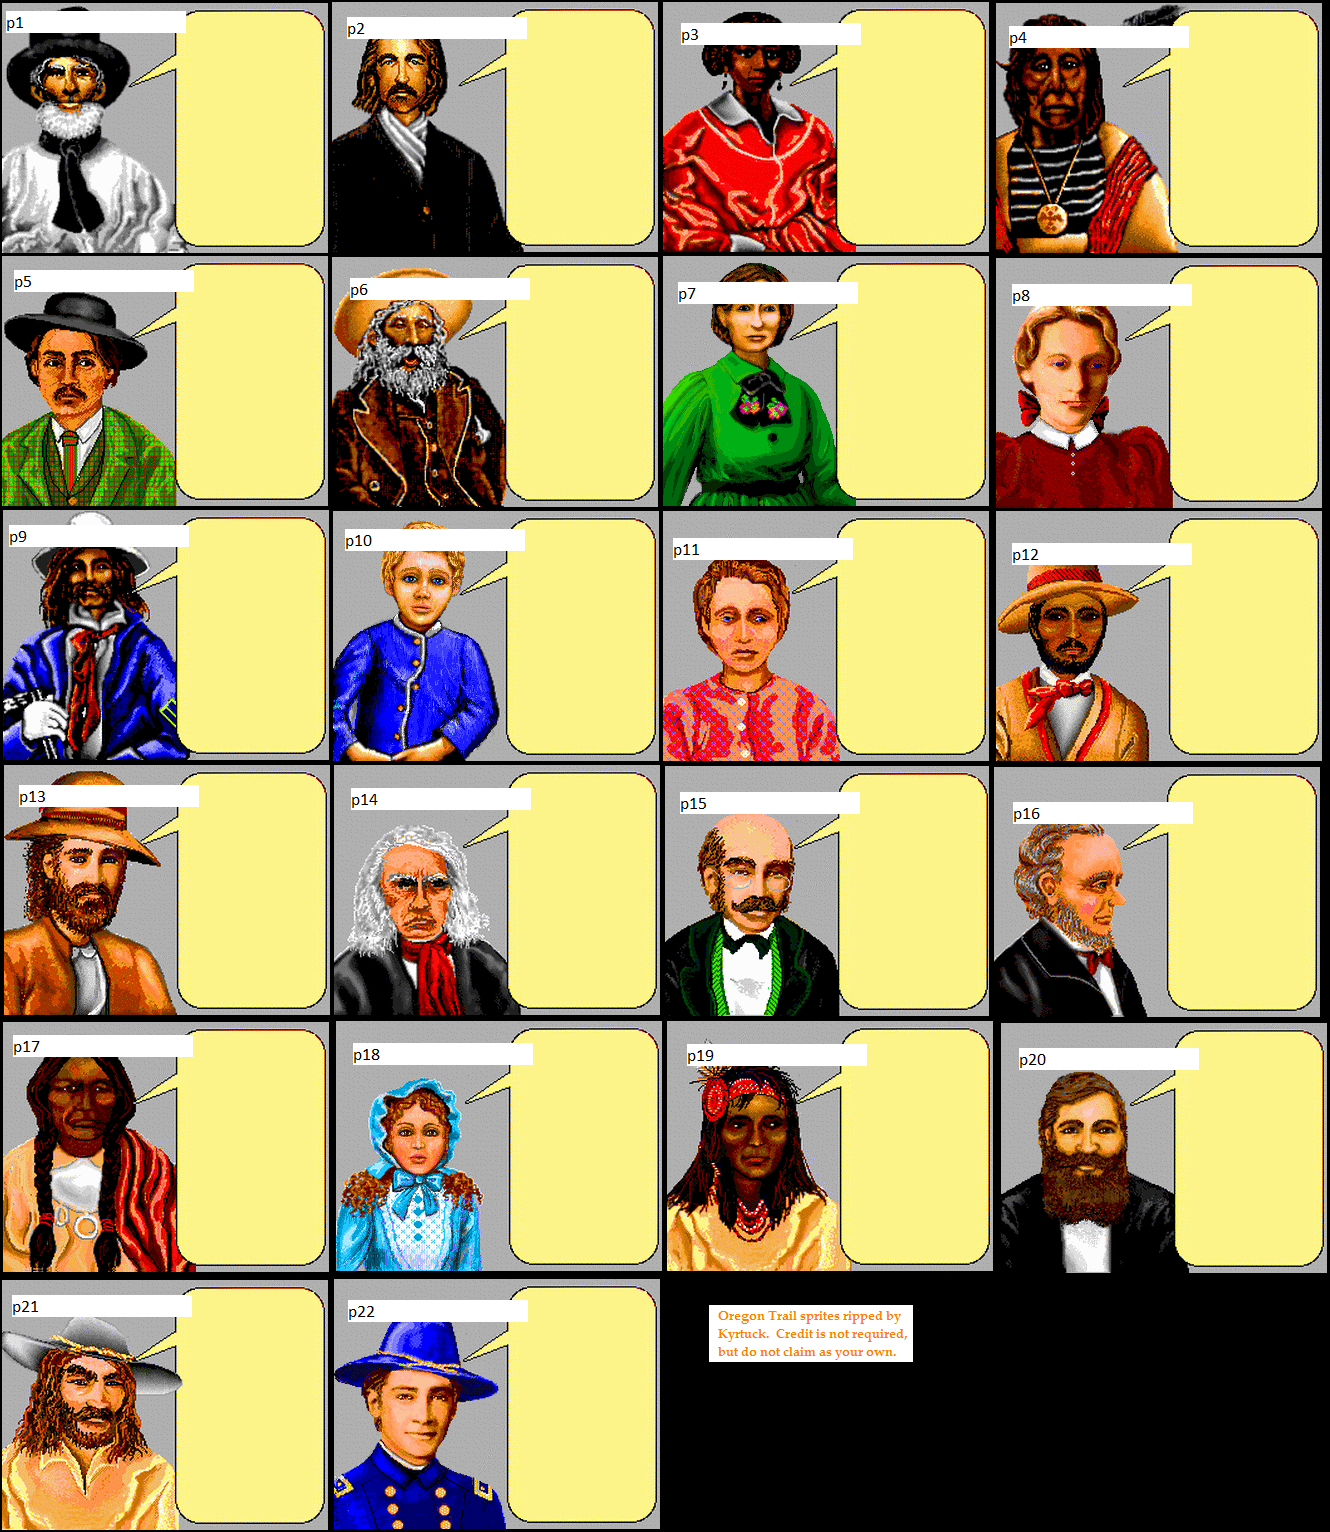 p1
p2
p3
p4
p5
p6
p7
p8
p9
p10
p11
p12
p13
p14
p15
p16
p17
p18
p19
p20
p21
p22
Oregon Trail sprites ripped by
Kyrtuck. Credit is not required,
but do not claim as your own.